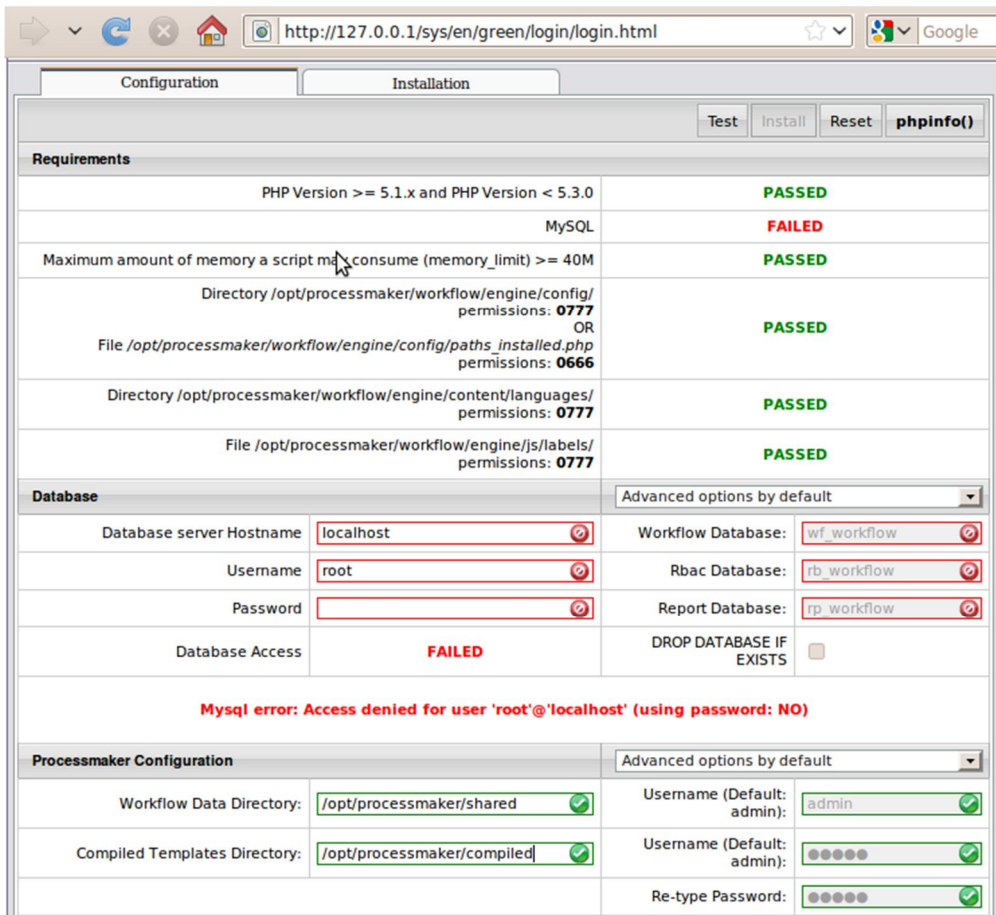 http://127.0.0.1/sys/en/green/login/login.html
Google
Configuration
Installation
Test
Install
Reset
phpinfo()
Requirements
PHP Version >= 5.1.x and PHP Version < 5.3.0
PASSED
MySQL
FAILED
Maximum amount of memory a script may consume (memory_limit) >= 40M
PASSED
Directory /opt/processmaker/workflow/engine/config/
permissions: 0777
OR
File /opt/processmaker/workflow/engine/config/paths_installed.php
permissions: 0666
PASSED
Directory /opt/processmaker/workflow/engine/content/languages/
permissions: 0777
PASSED
File /opt/processmaker/workflow/engine/js/labels/
permissions: 0777
PASSED
Database
Advanced options by default
Database server Hostname
localhost
Workflow Database:
wf_workflow
Username
root
Rbac Database:
rb_workflow
Password
Report Database:
rp_workflow
Database Access
FAILED
DROP DATABASE IF
EXISTS
Mysql error: Access denied for user 'root'@'localhost' (using password: NO)
Processmaker Configuration
Advanced options by default
Workflow Data Directory:
/opt/processmaker/shared
Username (Default:
admin):
admin
Compiled Templates Directory:
/opt/processmaker/compiled
Username (Default:
admin):
●●●●●
Re-type Password:
●●●●●